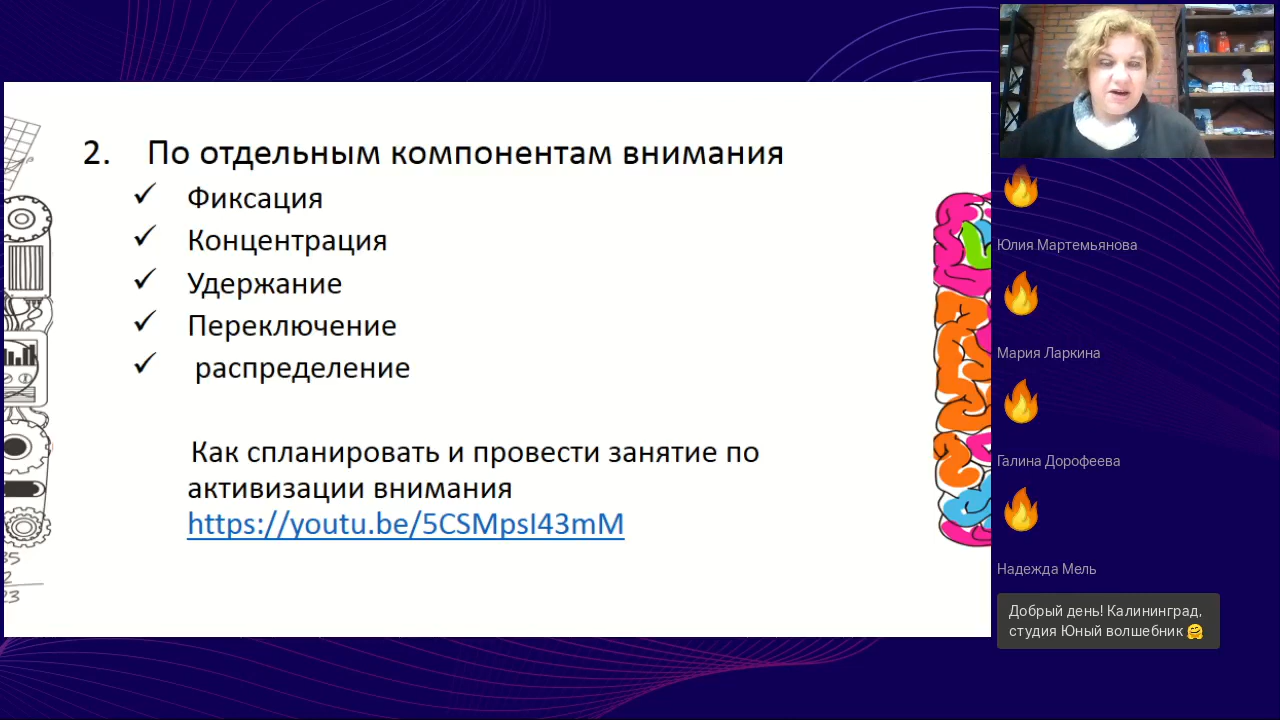 2. По отдельным компонентам внимания
✓ Фиксация
✓ Концентрация
✓ Удержание
✓ Переключение
✓ распределение
Как спланировать и провести занятие по
активизации внимания
https://youtu.be/5CSMpsI43mM
Юлия Мартемьянова
Мария Ларкина
Галина Дорофеева
Надежда Мель
Добрый день! Калининград,
студия Юный волшебник 🤗